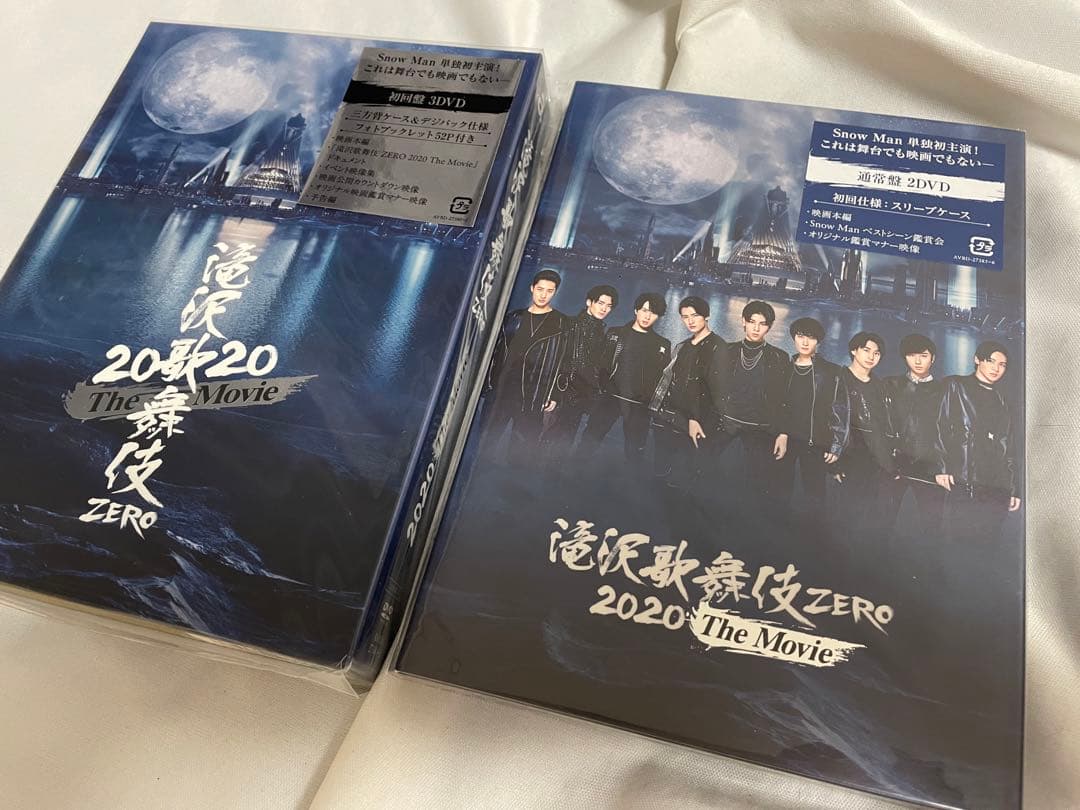 Snow Man 単独初主演!
これは舞台でも映画でもない—
初回盤 3DVD
三方背ケース&デジパック仕様
フォトブックレット52P付き
・映画本編
・「滝沢歌舞伎 ZERO 2020 The Movie」
ドキュメント
・イベント映像集
・映画公開カウントダウン映像
・オリジナル映画鑑賞マナー映像
・予告編
滝沢
20歌20
The Movie
舞
伎
ZERO
2020
Snow Man 単独初主演!
これは舞台でも映画でもない—
通常盤 2DVD
初回仕様:スリーブケース
・映画本編
・Snow Man ベストシーン鑑賞会
・オリジナル鑑賞マナー映像
滝沢歌舞伎ZERO
2020 The Movie